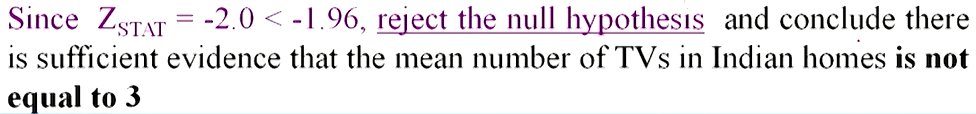 Since ZSTAT = -2.0 < -1.96, reject the null hypothesis and conclude there
is sufficient evidence that the mean number of TVs in Indian homes is not
equal to 3